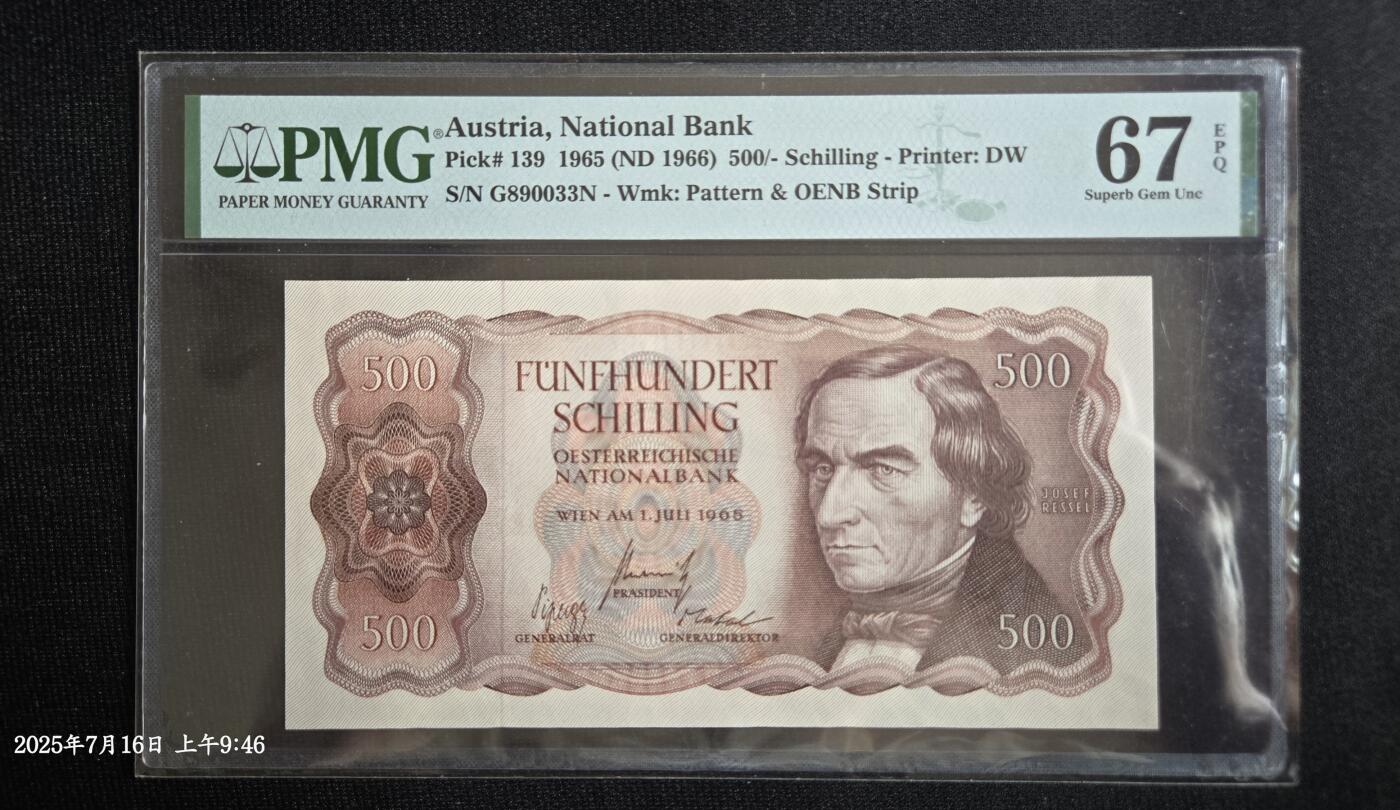 PMG®
PAPER MONEY GUARANTY
Austria, National Bank
Pick# 139 1965 (ND 1966) 500/- Schilling - Printer: DW
S/N G890033N - Wmk: Pattern & OENB Strip
67
EPQ
Superb Gem Unc
500
500
FÜNFHUNDERT
SCHILLING
OESTERREICHISCHE
NATIONALBANK
WIEN AM 1. JULI 1965
JOSEF
RESSEL
PRÄSIDENT
GENERALRAT
GENERALDIREKTOR
500
500
2025年7月16日 上午9:46